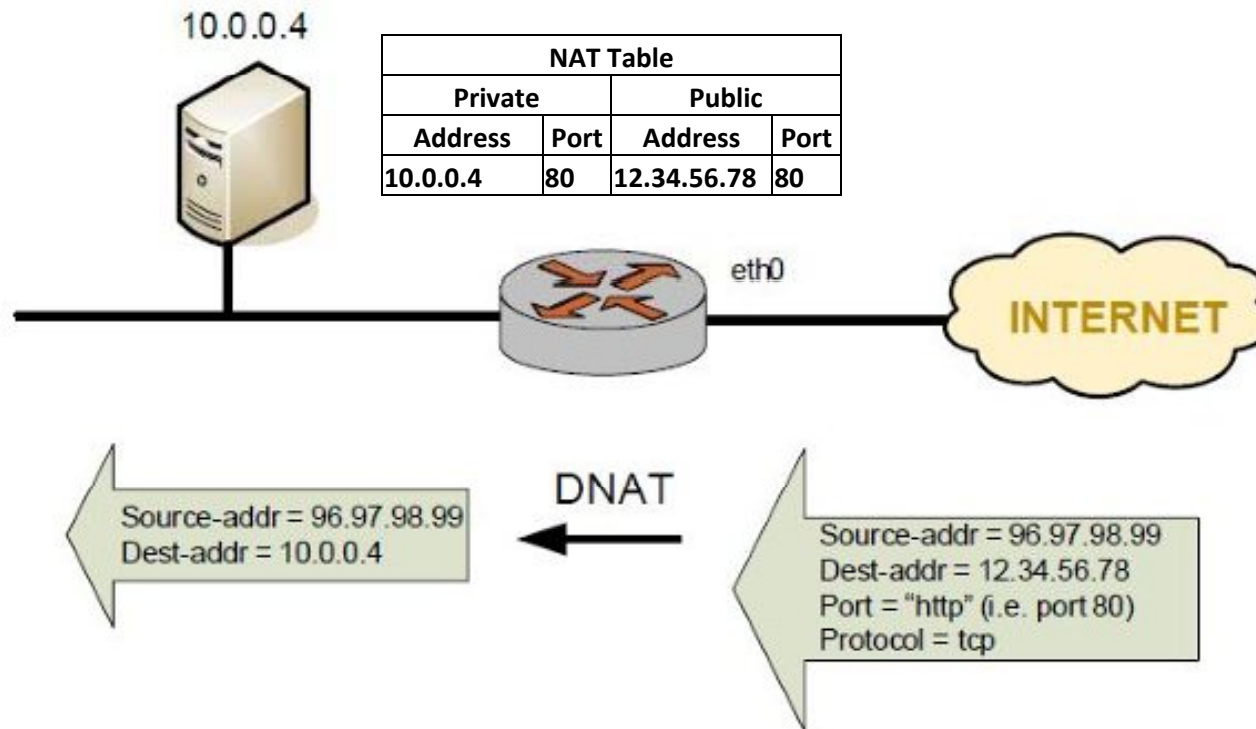 10.0.0.4
NAT Table
Private Public
Address Port Address Port
10.0.0.4 80 12.34.56.78 80
eth0
INTERNET
DNAT
Source-addr = 96.97.98.99
Dest-addr = 10.0.0.4
Source-addr = 96.97.98.99
Dest-addr = 12.34.56.78
Port = “http” (i.e. port 80)
Protocol = tcp